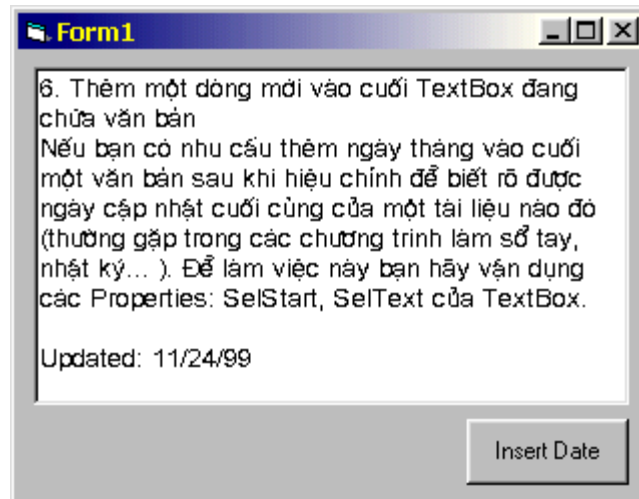 Form1
6. Thêm một dòng mới vào cuối TextBox đang
chứa văn bản
Nếu bạn có nhu cầu thêm ngày tháng vào cuối
một văn bản sau khi hiệu chỉnh để biết rõ được
ngày cập nhật cuối cùng của một tài liệu nào đó
(thường gặp trong các chương trình làm sổ tay,
nhật ký... ). Để làm việc này bạn hãy vận dụng
các Properties: SelStart, SelText của TextBox.
Updated: 11/24/99
Insert Date